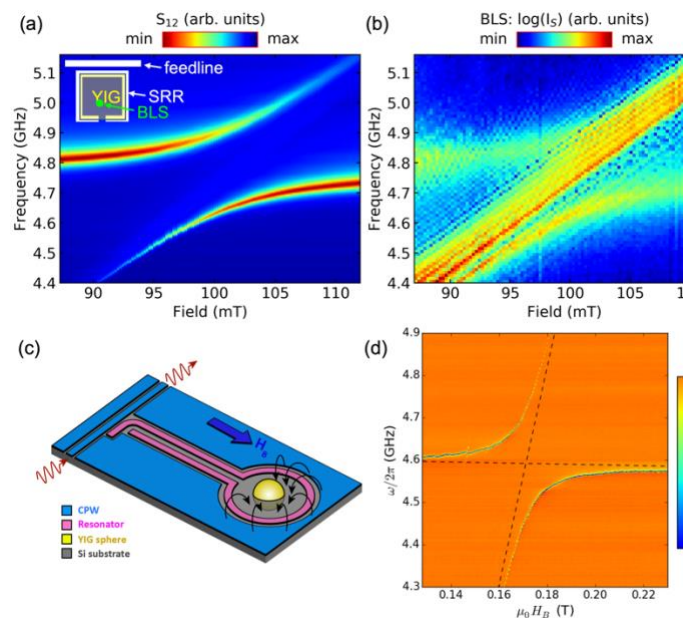 (a)
S₁₂ (arb. units)
min
max
feedline
YIG
SRR
BLS
5.1
5.0
4.9
4.8
4.7
4.6
4.5
4.4
Frequency (GHz)
90
95
100
105
110
Field (mT)
(b)
BLS: log(Iₛ) (arb. units)
min
max
5.1
5.0
4.9
4.8
4.7
4.6
4.5
4.4
Frequency (GHz)
90
95
100
105
Field (mT)
(c)
CPW
Resonator
YIG sphere
Si substrate
(d)
4.9
4.8
4.7
4.6
4.5
4.4
4.3
ω/2π (GHz)
0.14
0.16
0.18
0.20
0.22
μ₀H_B (T)